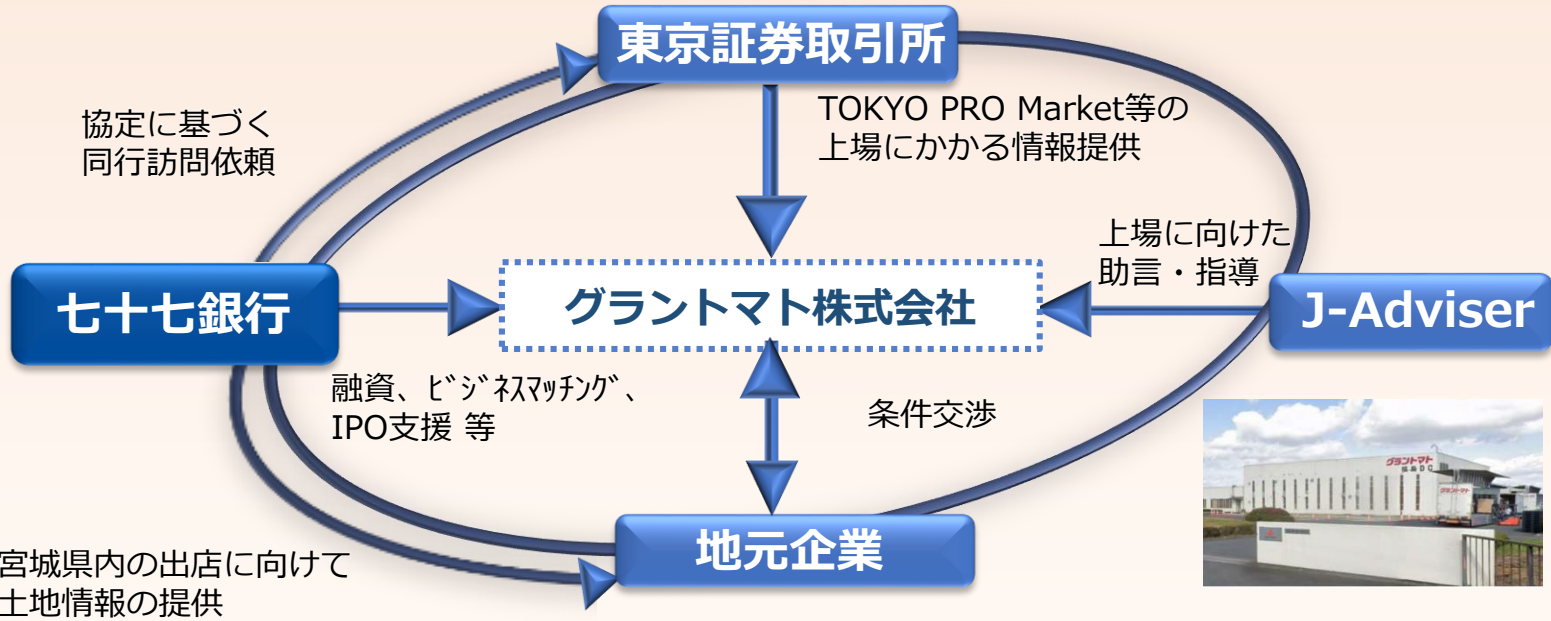 東京証券取引所
協定に基づく
同行訪問依頼
TOKYO PRO Market等の
上場にかかる情報提供
上場に向けた
助言・指導
七十七銀行
グラントマト株式会社
J-Adviser
融資、ﾋﾞｼﾞﾈｽﾏｯﾁﾝｸﾞ、
IPO支援 等
条件交渉
グラントマト
地元企業
宮城県内の出店に向けて
土地情報の提供